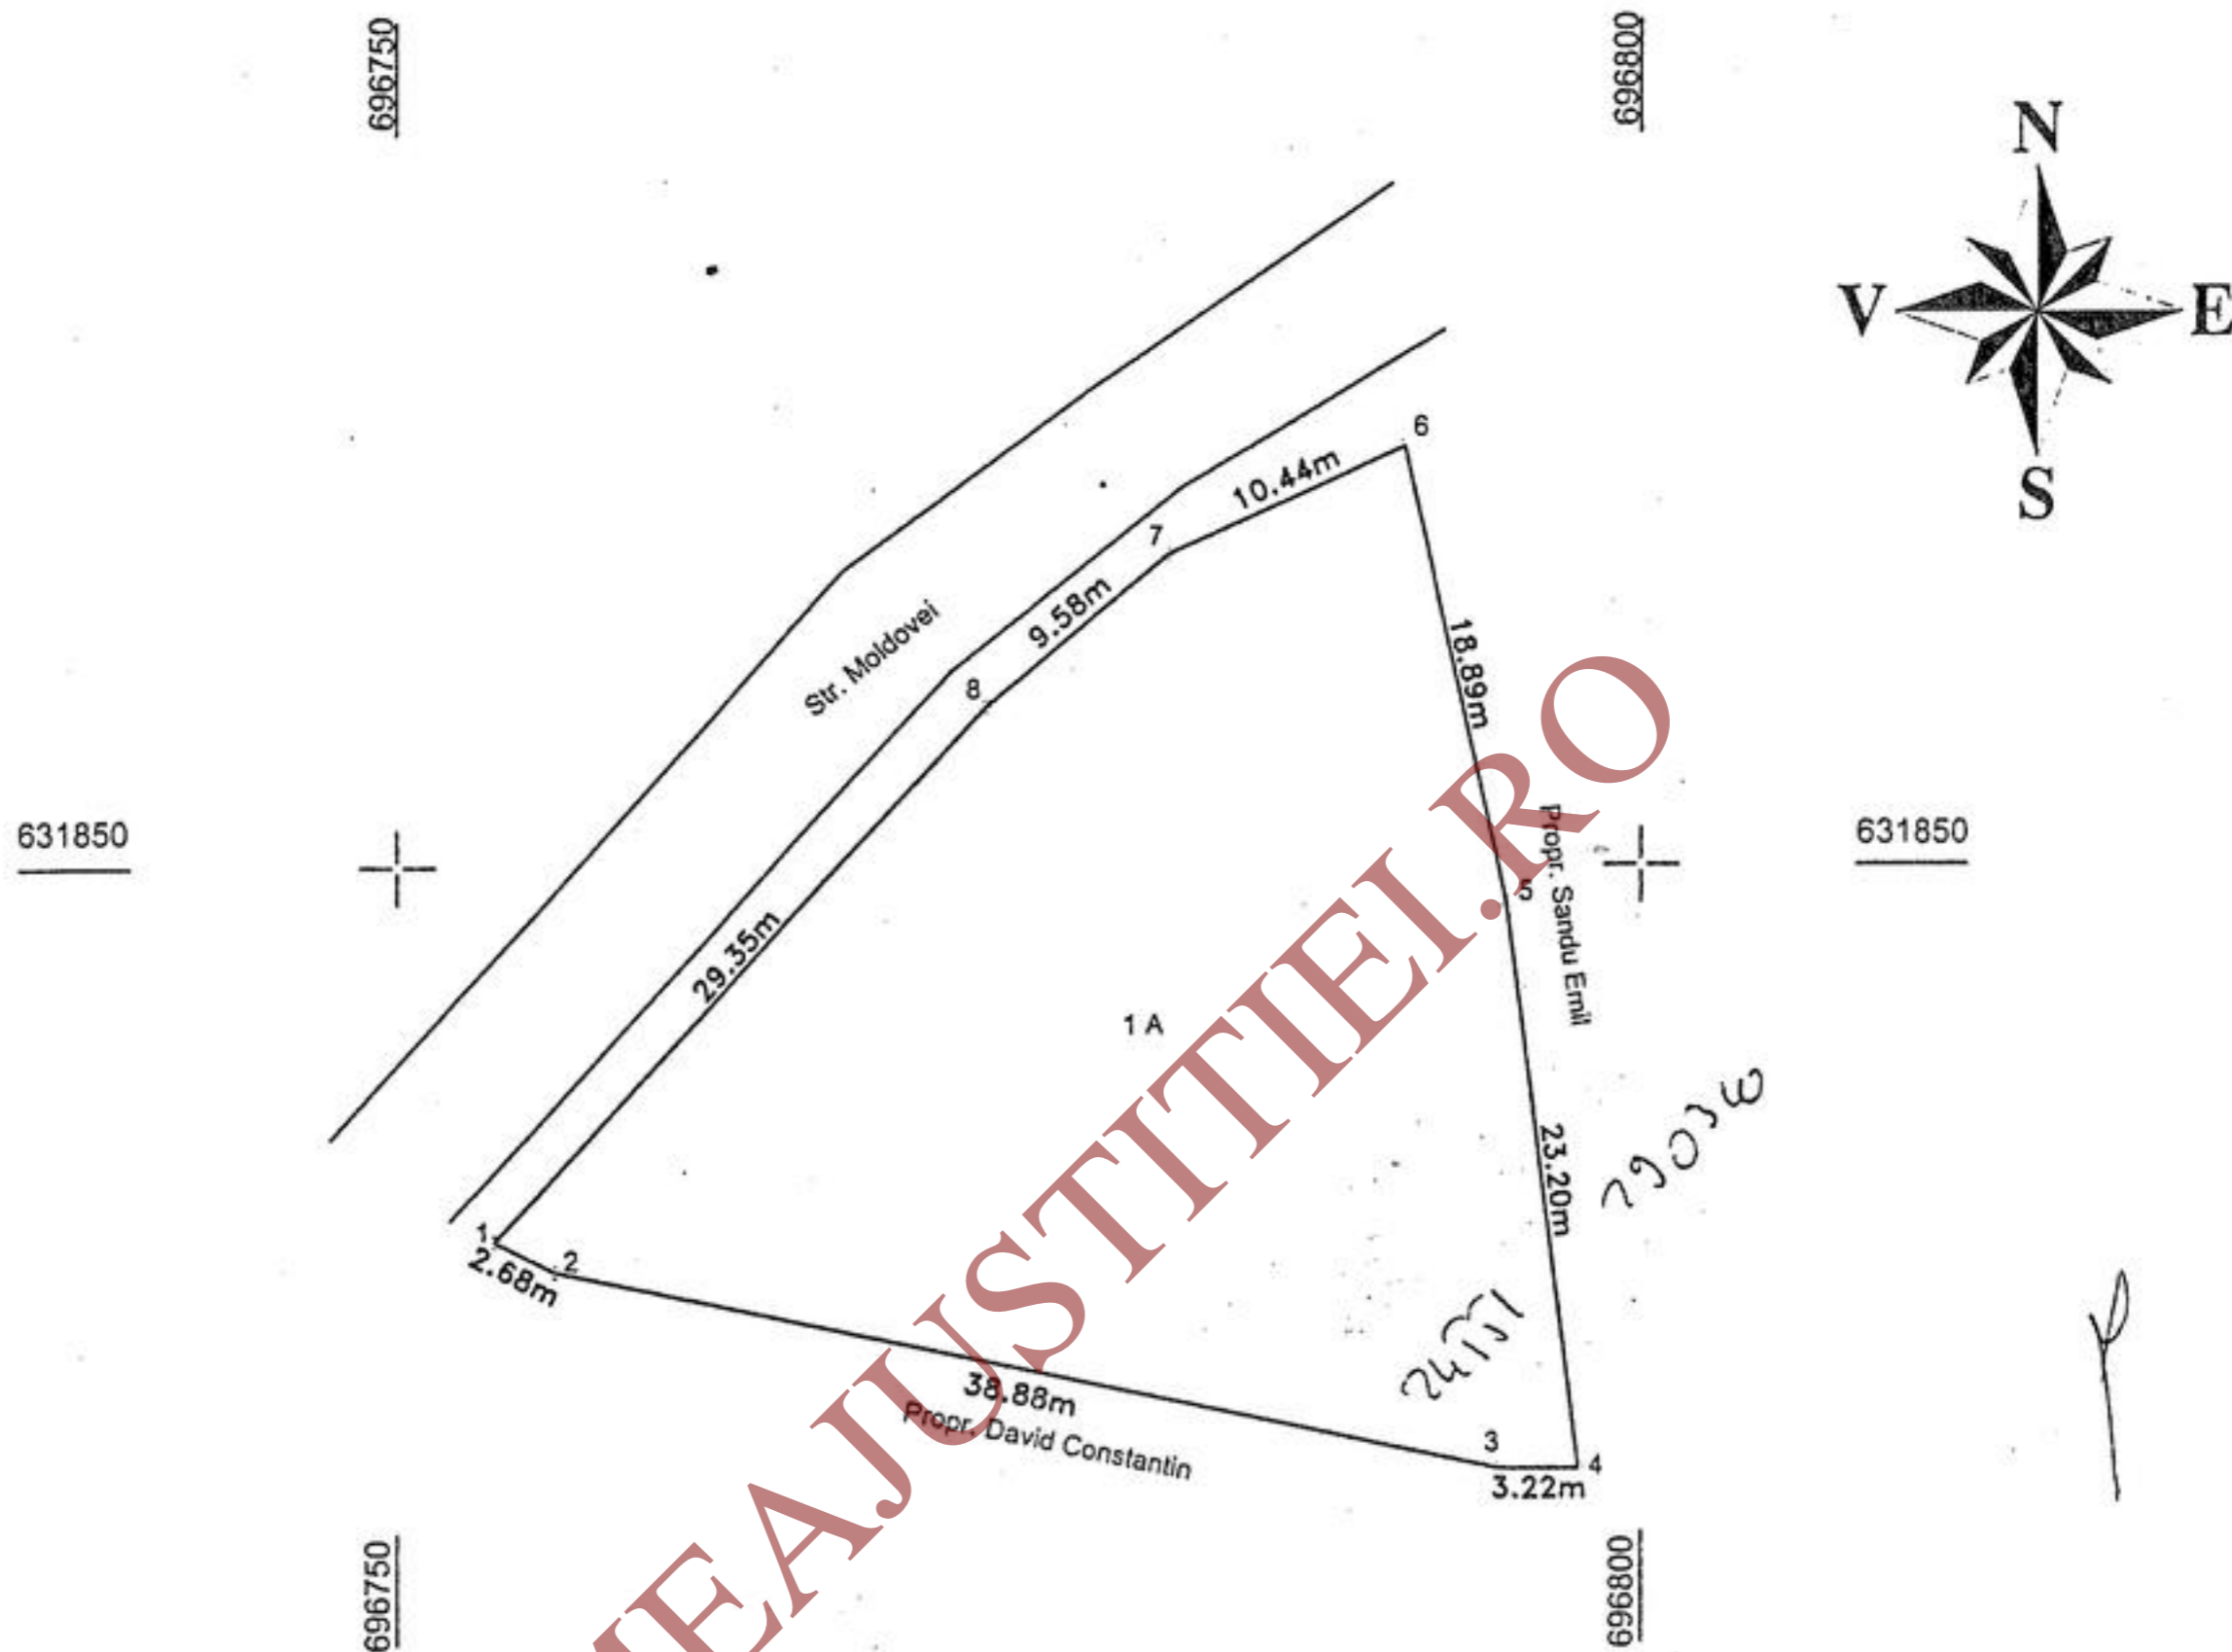 696750
696800
N
V
E
S
6
10.44m
7
9.58m
8
Str. Moldovei
18.89m
631850
631850
5
Propr. Sandu Emil
29.35m
1 A
23.20m
1
2
2.68m
38.88m
Propr. David Constantin
3
4
3.22m
696750
696800
EAJUSTITIEI.RO